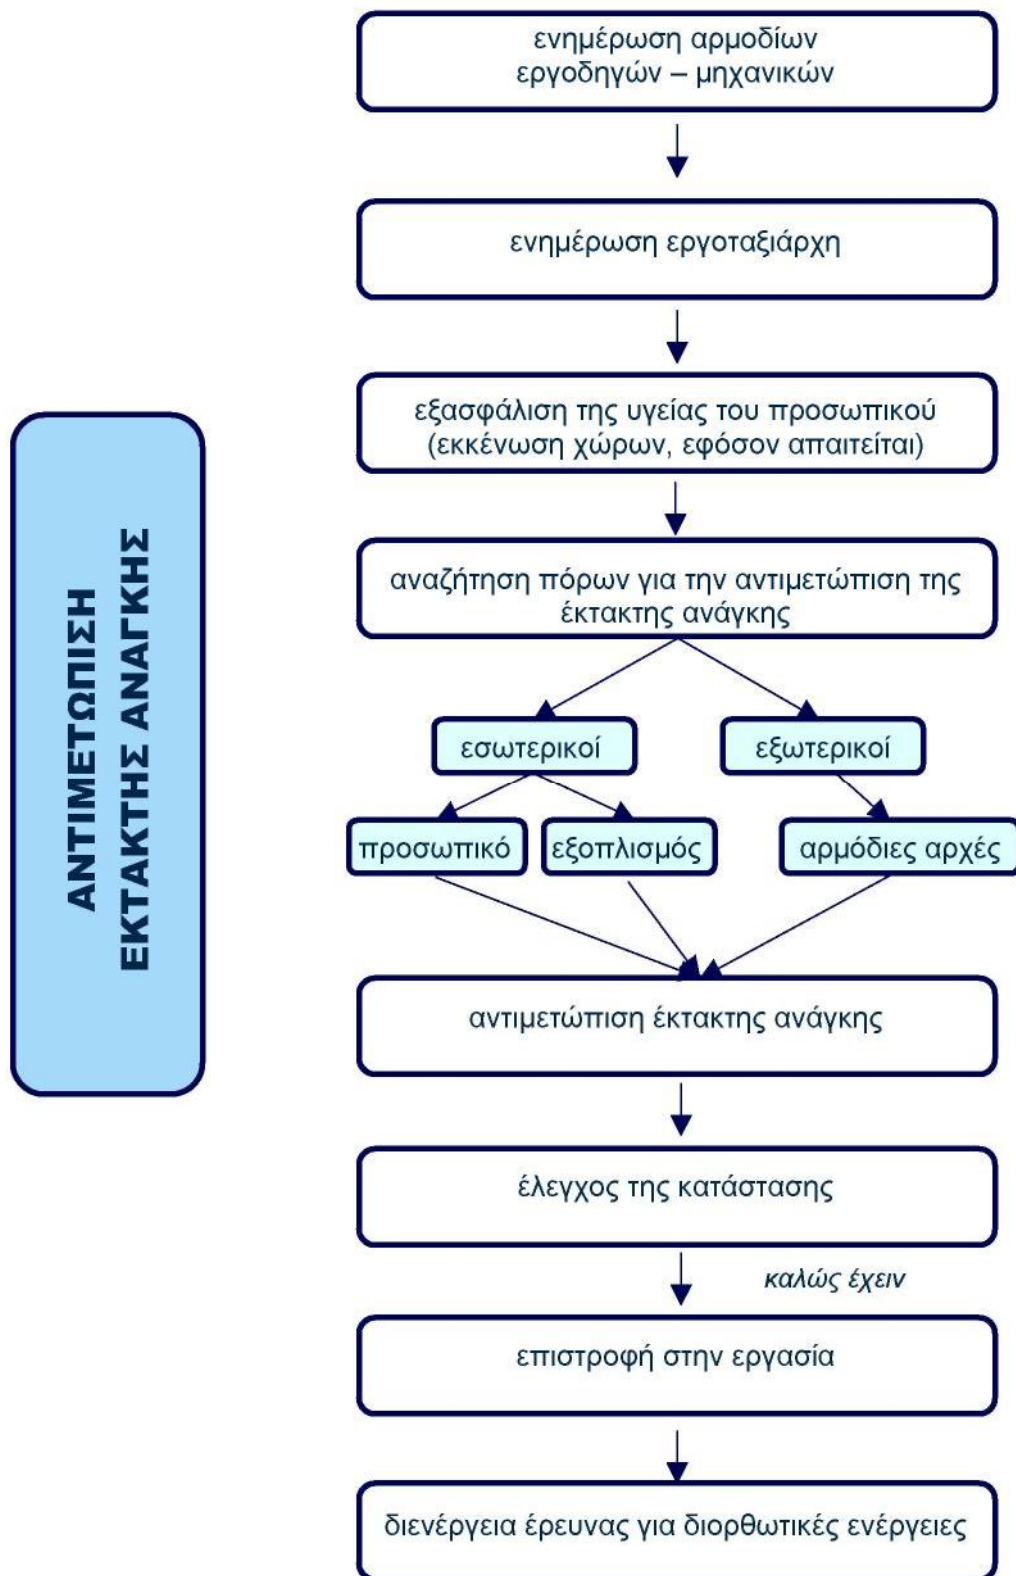 ενημέρωση αρμοδίων
εργοδηγών – μηχανικών
ενημέρωση εργοταξιάρχη
εξασφάλιση της υγείας του προσωπικού
(εκκένωση χώρων, εφόσον απαιτείται)
ΑΝΤΙΜΕΤΩΠΙΣΗ
ΕΚΤΑΚΤΗΣ ΑΝΑΓΚΗΣ
αναζήτηση πόρων για την αντιμετώπιση της
έκτακτης ανάγκης
εσωτερικοί
εξωτερικοί
προσωπικό
εξοπλισμός
αρμόδιες αρχές
αντιμετώπιση έκτακτης ανάγκης
έλεγχος της κατάστασης
καλώς έχειν
επιστροφή στην εργασία
διενέργεια έρευνας για διορθωτικές ενέργειες